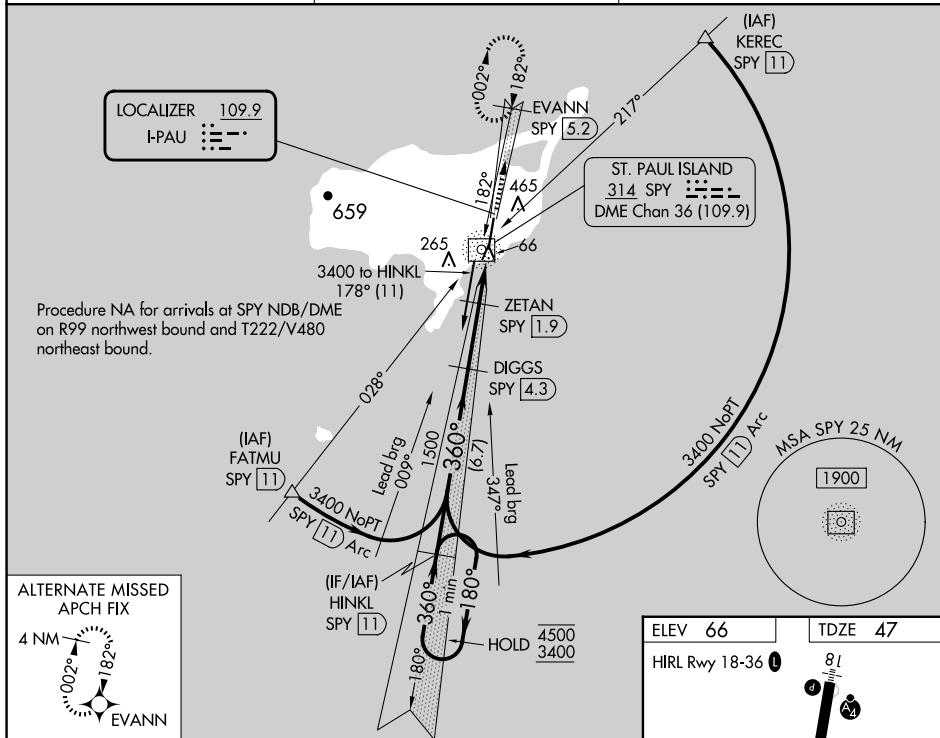 (IAF)
KEREC
SPY 11
002°
182°
EVANN
SPY 5.2
217°
LOCALIZER 109.9
I-PAU
ST. PAUL ISLAND
314 SPY
DME Chan 36 (109.9)
182°
465
659
265
66
3400 to HINKL
178° (11)
Procedure NA for arrivals at SPY NDB/DME
on R99 northwest bound and T222/V480
northeast bound.
ZETAN
SPY 1.9
DIGGS
SPY 4.3
028°
(IAF)
FATMU
SPY 11
Lead brg
009°
1500
360°
(6.7)
Lead brg
347°
3400 NoPT
SPY 11 Arc
3400 NoPT
SPY 11 Arc
MSA SPY 25 NM
1900
(IF/IAF)
HINKL
SPY 11
360°
1 min
180°
HOLD 4500
3400
180°
ALTERNATE MISSED
APCH FIX
4 NM
002°
182°
EVANN
ELEV 66
TDZE 47
HIRL Rwy 18-36 L
18
P
A4